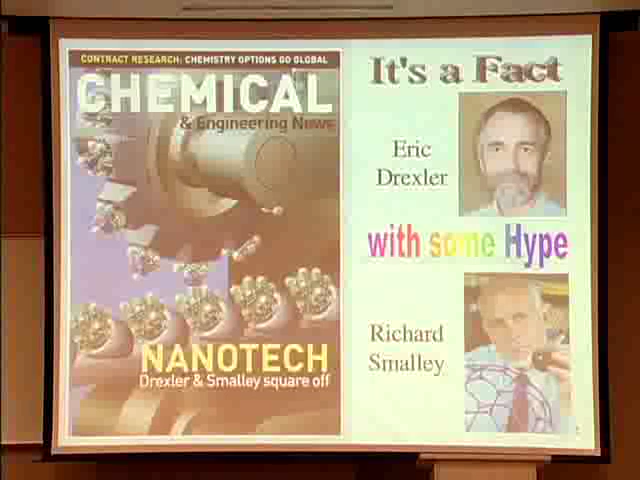 CONTRACT RESEARCH: CHEMISTRY OPTIONS GO GLOBAL
CHEMICAL
& Engineering News
NANOTECH
Drexler & Smalley square off
It's a Fact
Eric
Drexler
with some Hype
Richard
Smalley